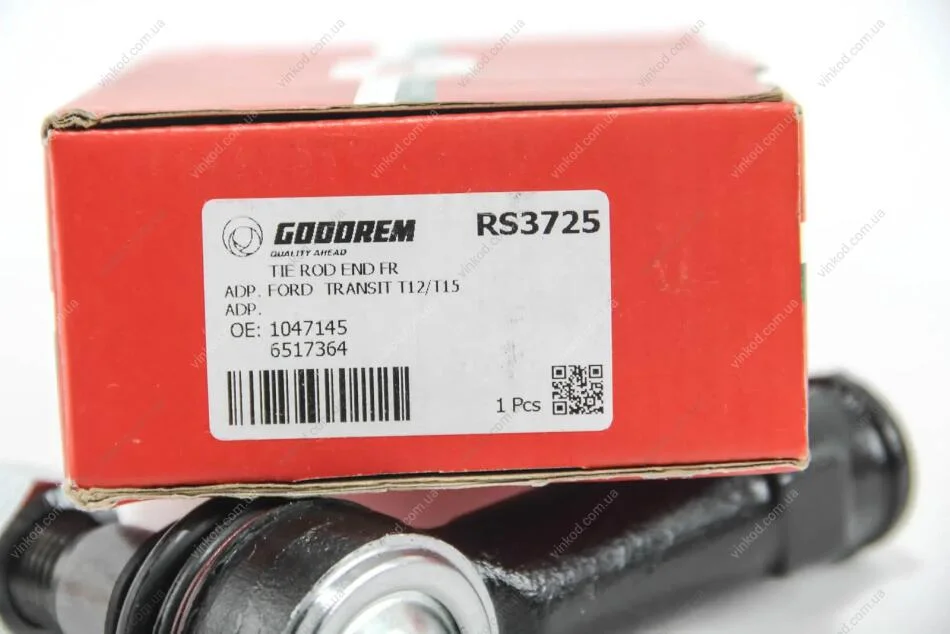 GODOREM
QUALITY AHEAD
RS3725
TIE ROD END FR
ADP. FORD TRANSIT T12/T15
ADP.
OE: 1047145
6517364
1 Pcs
vinkod.com.ua